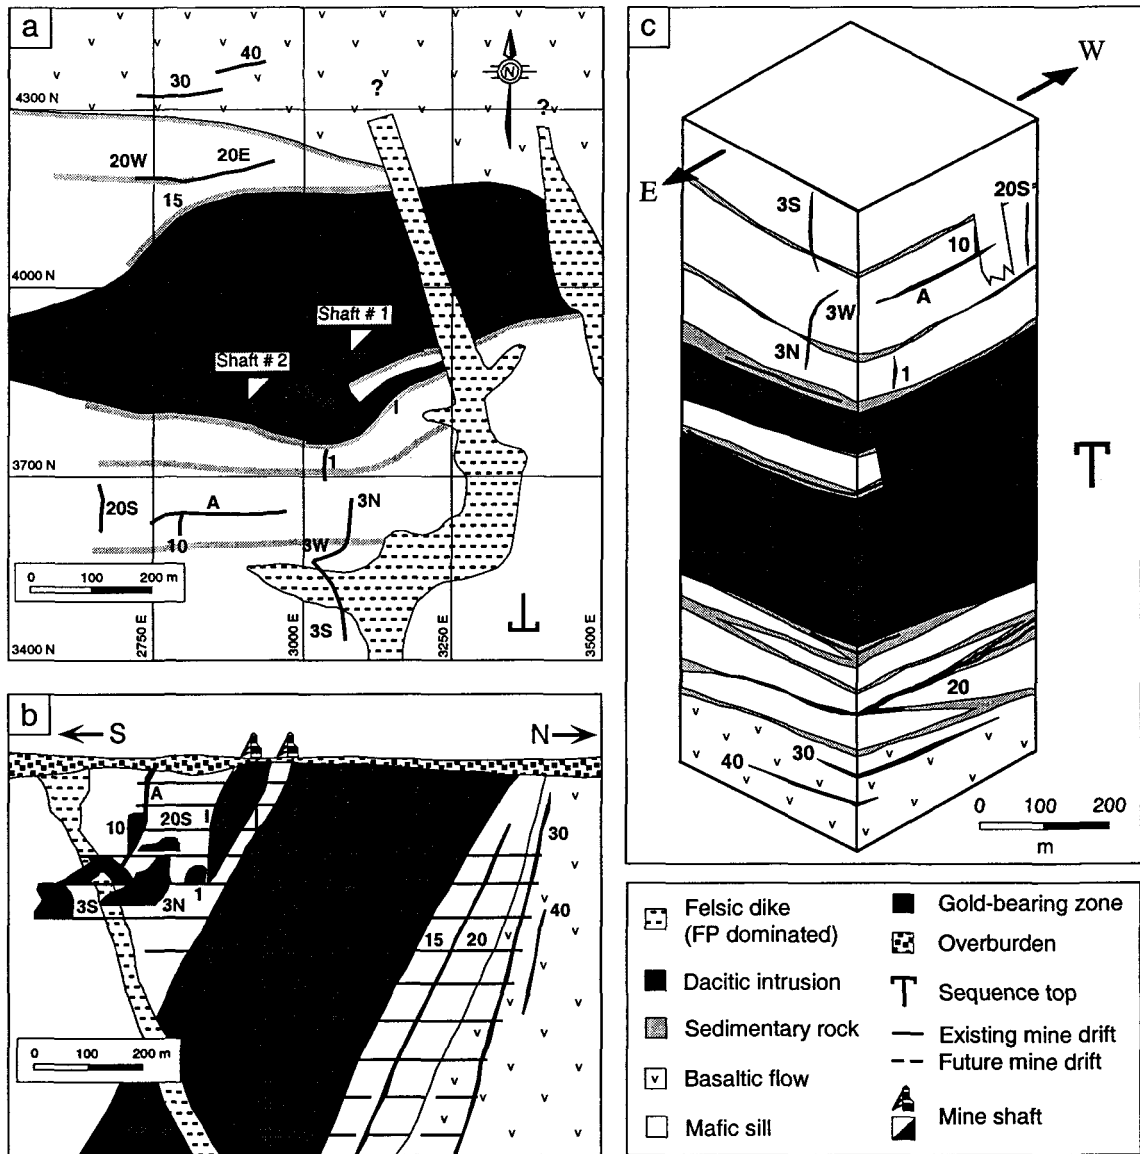 a
40
30
?
N
?
4300 N
20W
20E
15
4000 N
Shaft # 1
Shaft # 2
I
3700 N
1
20S
A
3N
10
3W
0 100 200 m
3S
2750 E
3000 E
3250 E
3500 E
3400 N
b
S
N
A
10
20S
I
30
3S
3N
1
40
15
20
0 100 200 m
c
W
E
3S
20S
10
A
3W
3N
1
20
30
40
0 100 200
m
Felsic dike
(FP dominated)
Dacitic intrusion
Sedimentary rock
Basaltic flow
Mafic sill
Gold-bearing zone
Overburden
Sequence top
Existing mine drift
Future mine drift
Mine shaft